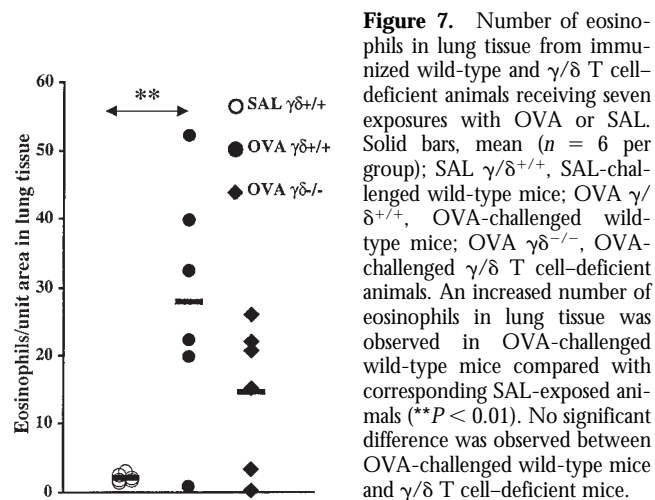 60
50
40
30
20
10
0
Eosinophils/unit area in lung tissue
**
SAL γδ+/+
OVA γδ+/+
OVA γδ-/-
Figure 7. Number of eosino-
phils in lung tissue from immu-
nized wild-type and γ/δ T cell–
deficient animals receiving seven
exposures with OVA or SAL.
Solid bars, mean (n = 6 per
group); SAL γ/δ+/+, SAL-chal-
lenged wild-type mice; OVA γ/
δ+/+, OVA-challenged wild-
type mice; OVA γδ−/−, OVA-
challenged γ/δ T cell–deficient
animals. An increased number of
eosinophils in lung tissue was
observed in OVA-challenged
wild-type mice compared with
corresponding SAL-exposed ani-
mals (**P < 0.01). No significant
difference was observed between
OVA-challenged wild-type mice
and γ/δ T cell–deficient mice.